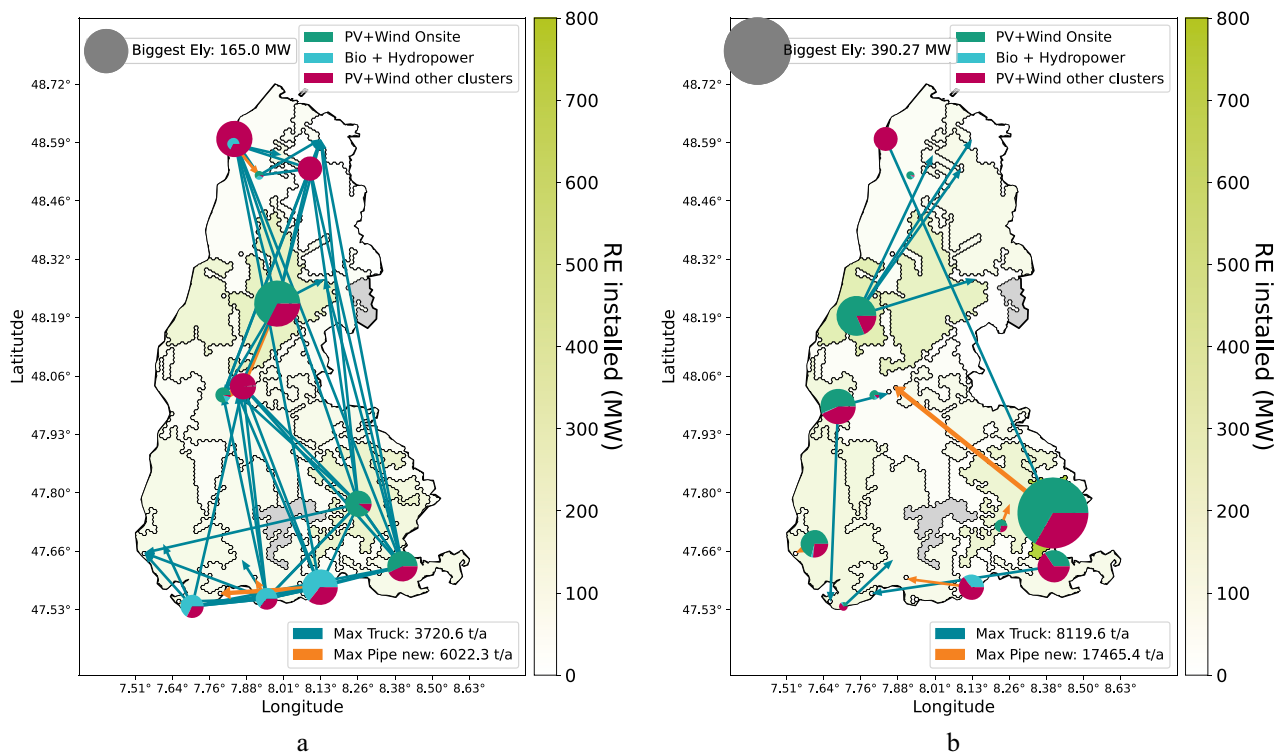 Biggest Ely: 165.0 MW
PV+Wind Onsite
Bio + Hydropower
PV+Wind other clusters
48.72°
48.59°
48.46°
48.32°
48.19°
48.06°
47.93°
47.80°
47.66°
47.53°
Latitutde
Max Truck: 3720.6 t/a
Max Pipe new: 6022.3 t/a
7.51° 7.64° 7.76° 7.88° 8.01° 8.13° 8.26° 8.38° 8.50° 8.63°
Longitude
800
700
600
500
400
300
200
100
0
RE installed (MW)
a
Biggest Ely: 390.27 MW
PV+Wind Onsite
Bio + Hydropower
PV+Wind other clusters
48.72°
48.59°
48.46°
48.32°
48.19°
48.06°
47.93°
47.80°
47.66°
47.53°
Latitutde
Max Truck: 8119.6 t/a
Max Pipe new: 17465.4 t/a
7.51° 7.64° 7.76° 7.88° 8.01° 8.13° 8.26° 8.38° 8.50° 8.63°
Longitude
800
700
600
500
400
300
200
100
0
RE installed (MW)
b